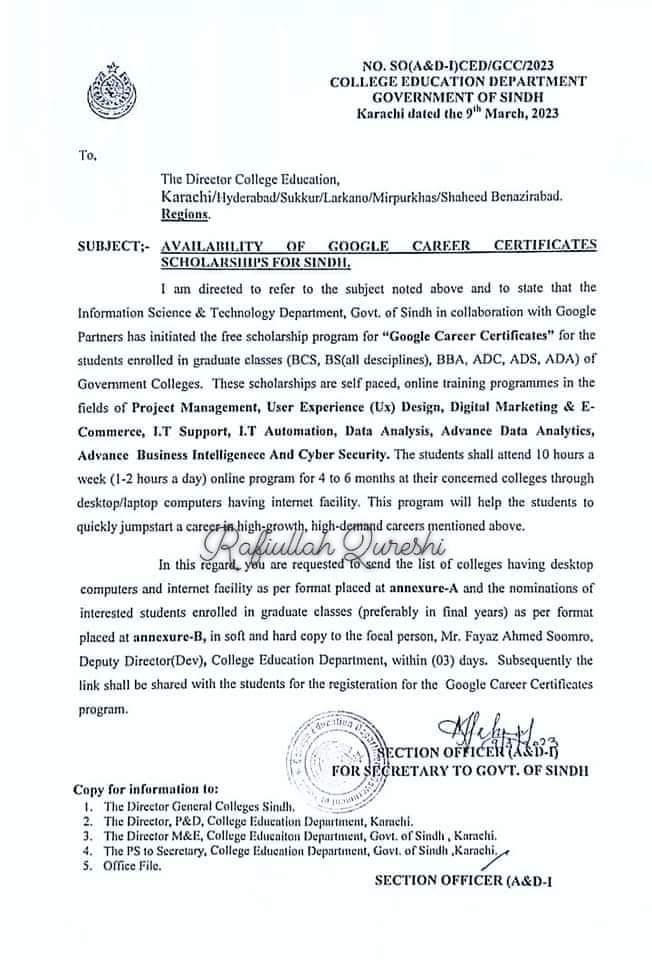 NO. SO(A&D-I)CED/GCC/2023
COLLEGE EDUCATION DEPARTMENT
GOVERNMENT OF SINDH
Karachi dated the 9th March, 2023
To,
The Director College Education,
Karachi/Hyderabad/Sukkur/Larkano/Mirpurkhas/Shaheed Benazirabad.
Regions.
SUBJECT;- AVAILABILITY OF GOOGLE CAREER CERTIFICATES
SCHOLARSHIPS FOR SINDH.
I am directed to refer to the subject noted above and to state that the
Information Science & Technology Department, Govt. of Sindh in collaboration with Google
Partners has initiated the free scholarship program for “Google Career Certificates” for the
students enrolled in graduate classes (BCS, BS(all desciplines), BBA, ADC, ADS, ADA) of
Government Colleges. These scholarships are self paced, online training programmes in the
fields of Project Management, User Experience (Ux) Design, Digital Marketing & E-
Commerce, I.T Support, I.T Automation, Data Analysis, Advance Data Analytics,
Advance Business Intelligenece And Cyber Security. The students shall attend 10 hours a
week (1-2 hours a day) online program for 4 to 6 months at their concerned colleges through
desktop/laptop computers having internet facility. This program will help the students to
quickly jumpstart a career in high-growth, high-demand careers mentioned above.
Rafiullah Qureshi
In this regard, you are requested to send the list of colleges having desktop
computers and internet facility as per format placed at annexure-A and the nominations of
interested students enrolled in graduate classes (preferably in final years) as per format
placed at annexure-B, in soft and hard copy to the focal person, Mr. Fayaz Ahmed Soomro,
Deputy Director(Dev), College Education Department, within (03) days. Subsequently the
link shall be shared with the students for the registeration for the Google Career Certificates
program.
SECTION OFFICER (A&D-I)
FOR SECRETARY TO GOVT. OF SINDH
Copy for information to:
1. The Director General Colleges Sindh.
2. The Director, P&D, College Education Department, Karachi.
3. The Director M&E, College Educaiton Department, Govt. of Sindh , Karachi.
4. The PS to Secretary, College Education Department, Govt. of Sindh ,Karachi.
5. Office File.
SECTION OFFICER (A&D-I